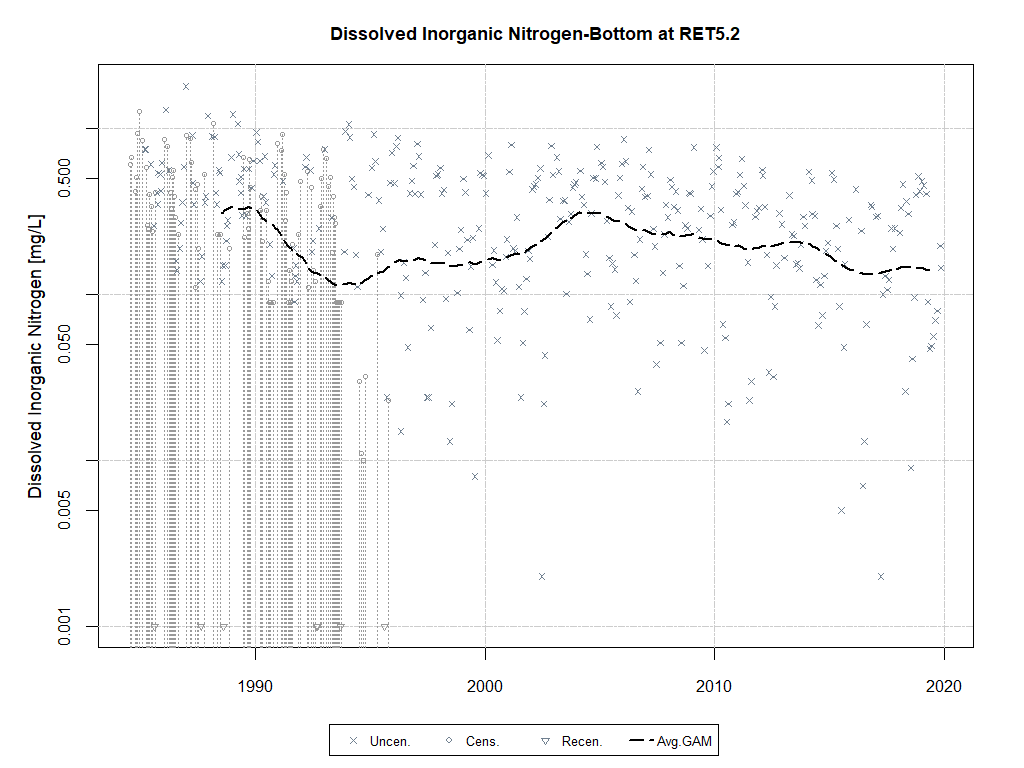 Dissolved Inorganic Nitrogen-Bottom at RET5.2
Dissolved Inorganic Nitrogen [mg/L]
0.500
0.050
0.005
0.001
1990 2000 2010 2020
Uncen. Cens. Recen. Avg.GAM